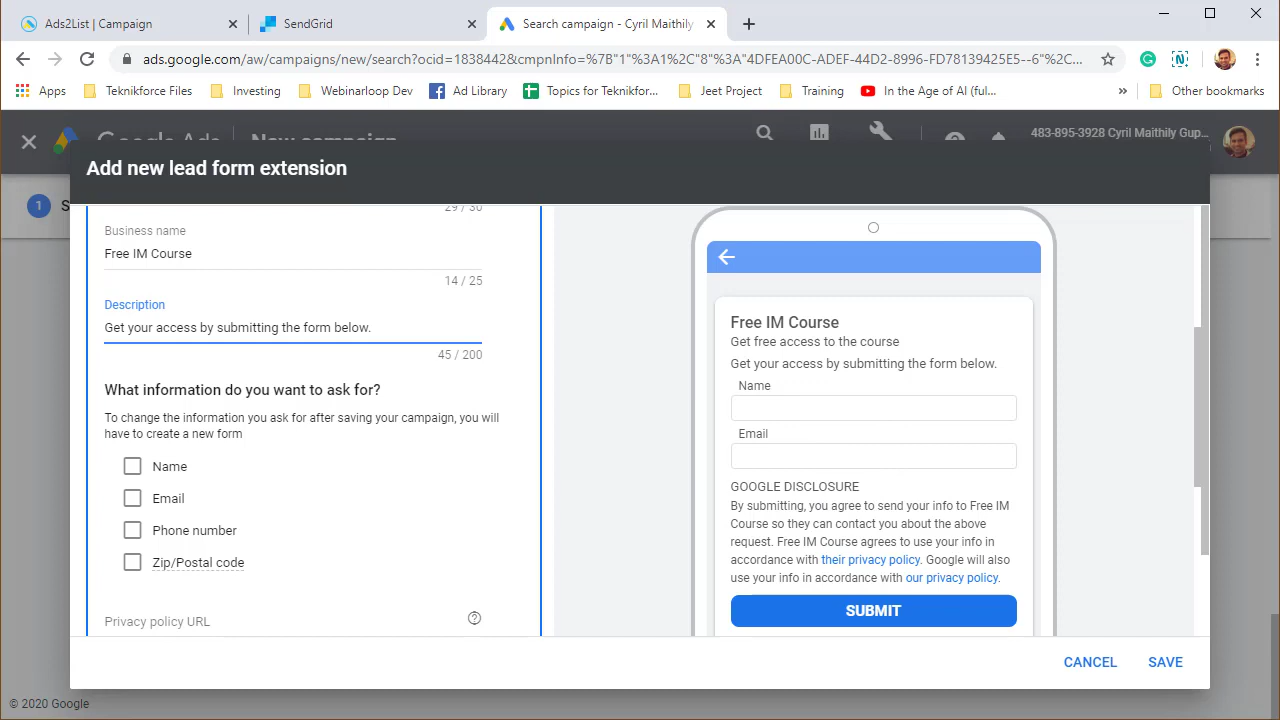 Ads2List | Campaign
SendGrid
Search campaign - Cyril Maithily
ads.google.com/aw/campaigns/new/search?ocid=1838442&cmpnInfo=%7B"1"%3A1%2C"8"%3A"4DFEA00C-ADEF-44D2-8996-FD78139425E5--6"%2C...
Apps
Teknikforce Files
Investing
Webinarloop Dev
Ad Library
Topics for Teknikfor...
Jeet Project
Training
In the Age of AI (ful...
»
Other bookmarks
Google Ads
New campaign
483-895-3928 Cyril Maithily Gup...
Add new lead form extension
1
S
29 / 30
Business name
Free IM Course
14 / 25
Description
Get your access by submitting the form below.
45 / 200
What information do you want to ask for?
To change the information you ask for after saving your campaign, you will
have to create a new form
Name
Email
Phone number
Zip/Postal code
Privacy policy URL
Free IM Course
Get free access to the course
Get your access by submitting the form below.
Name
Email
GOOGLE DISCLOSURE
By submitting, you agree to send your info to Free IM
Course so they can contact you about the above
request. Free IM Course agrees to use your info in
accordance with their privacy policy. Google will also
use your info in accordance with our privacy policy.
SUBMIT
CANCEL
SAVE
© 2020 Google